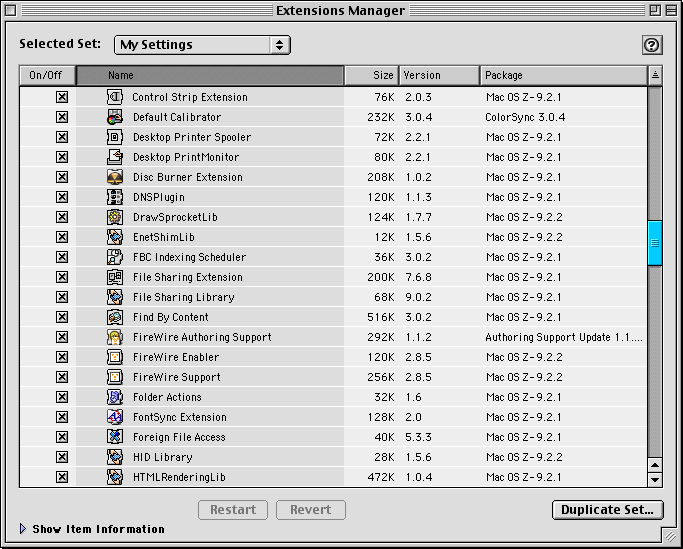 Extensions Manager
Selected Set: My Settings ?
On/Off Name Size Version Package
Control Strip Extension 76K 2.0.3 Mac OS Z-9.2.1
Default Calibrator 232K 3.0.4 ColorSync 3.0.4
Desktop Printer Spooler 72K 2.2.1 Mac OS Z-9.2.1
Desktop PrintMonitor 80K 2.2.1 Mac OS Z-9.2.1
Disc Burner Extension 208K 1.0.2 Mac OS Z-9.2.1
DNSPlugin 120K 1.1.3 Mac OS Z-9.2.1
DrawSprocketLib 124K 1.7.7 Mac OS Z-9.2.2
EnetShimLib 12K 1.5.6 Mac OS Z-9.2.2
FBC Indexing Scheduler 36K 3.0.2 Mac OS Z-9.2.1
File Sharing Extension 200K 7.6.8 Mac OS Z-9.2.1
File Sharing Library 68K 9.0.2 Mac OS Z-9.2.1
Find By Content 516K 3.0.2 Mac OS Z-9.2.1
FireWire Authoring Support 292K 1.1.2 Authoring Support Update 1.1....
FireWire Enabler 120K 2.8.5 Mac OS Z-9.2.2
FireWire Support 256K 2.8.5 Mac OS Z-9.2.2
Folder Actions 32K 1.6 Mac OS Z-9.2.1
FontSync Extension 128K 2.0 Mac OS Z-9.2.1
Foreign File Access 40K 5.3.3 Mac OS Z-9.2.1
HID Library 28K 1.5.6 Mac OS Z-9.2.2
HTMLRenderingLib 472K 1.0.4 Mac OS Z-9.2.1
Restart Revert Duplicate Set...
Show Item Information